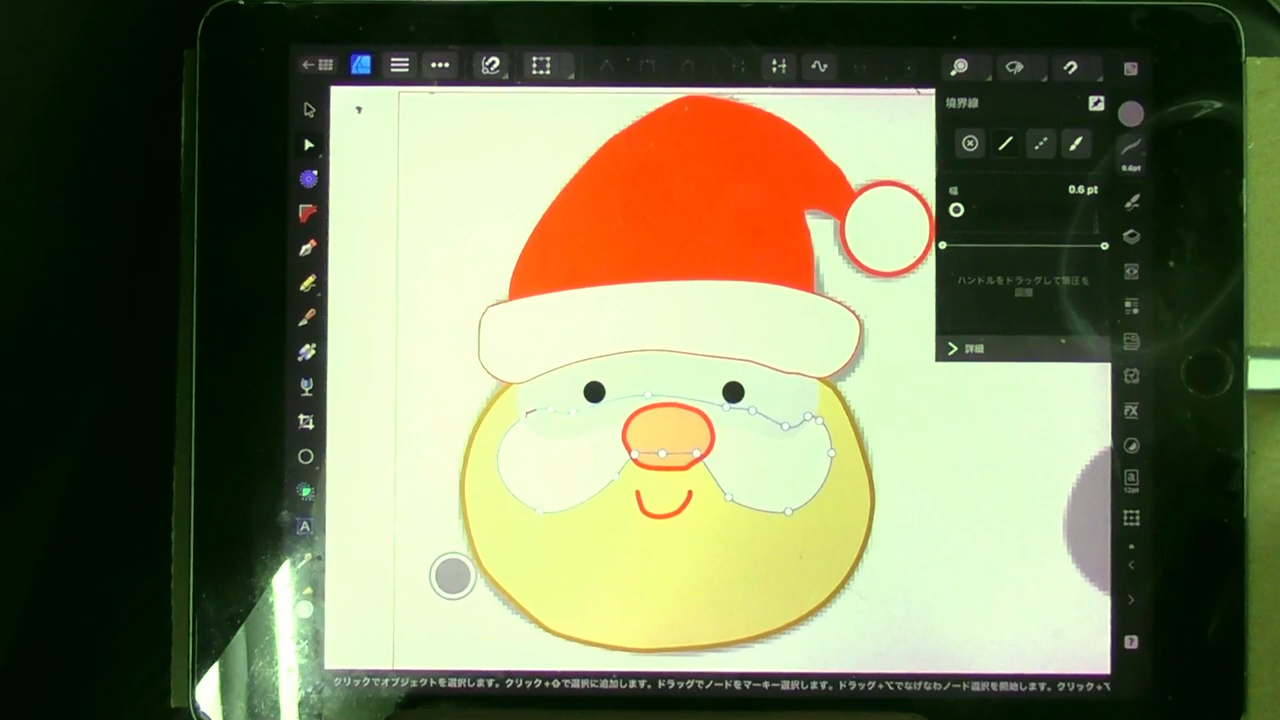 境界線
幅
0.6 pt
0.6pt
ハンドルをドラッグして筆圧を
調整
詳細
FX
a
12pt
A
?
クリックでオブジェクトを選択します。クリック+⇧で選択に追加します。ドラッグでノードをマーキー選択します。ドラッグ+⌥でなげなわノード選択を開始します。クリック+⌥